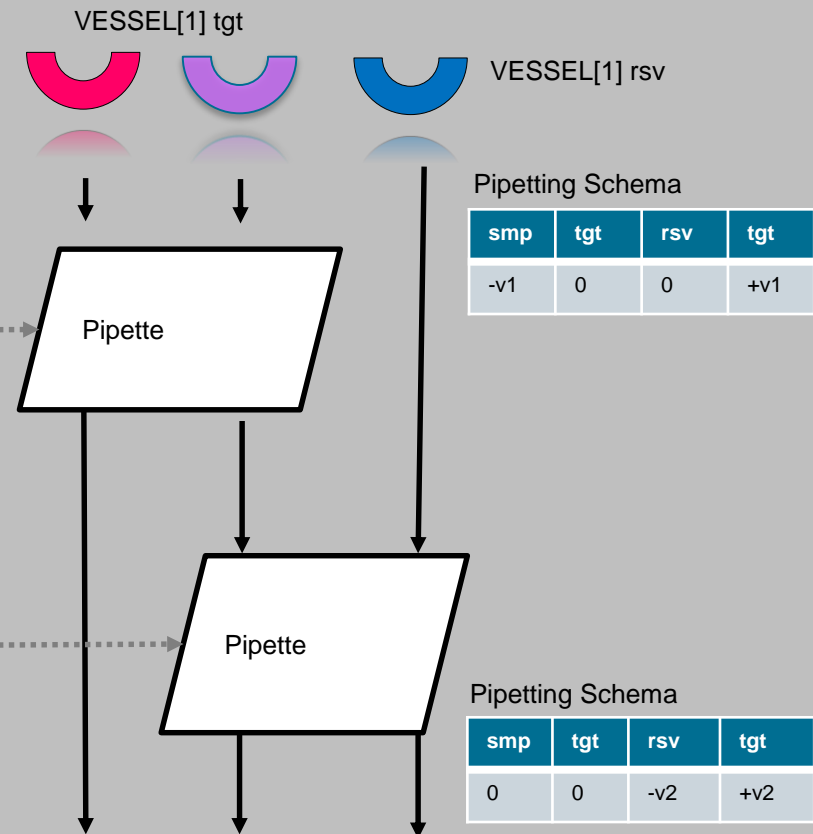 VESSEL[1] tgt
VESSEL[1] rsv
Pipetting Schema
smp tgt rsv tgt
-v1 0 0 +v1
Pipette
Pipette
Pipetting Schema
smp tgt rsv tgt
0 0 -v2 +v2